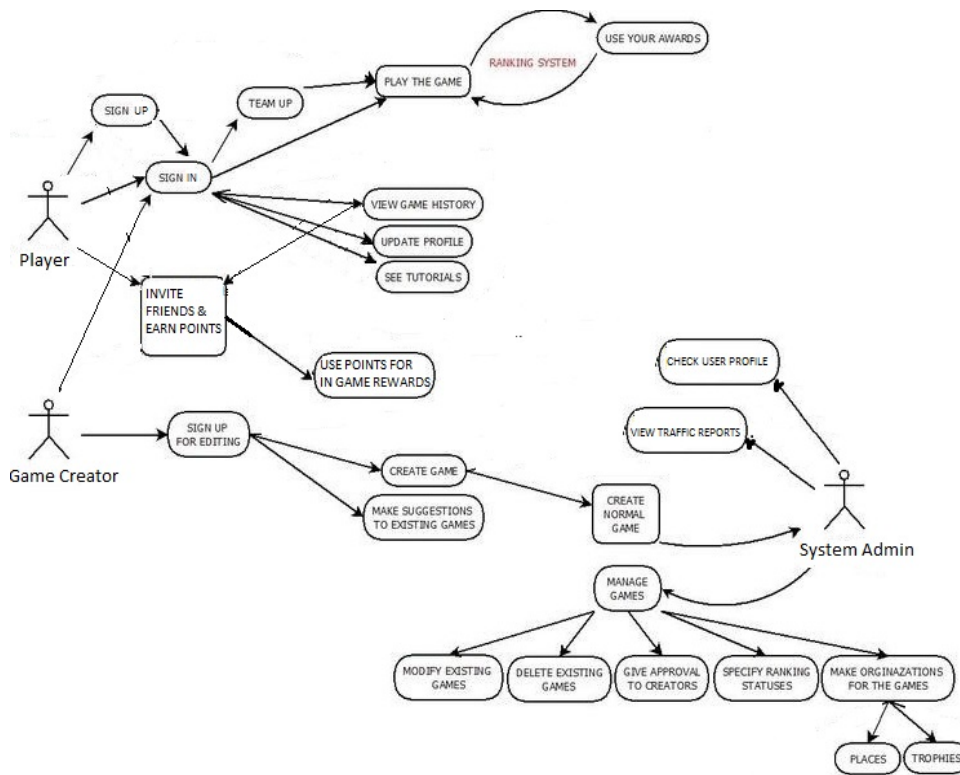 USE YOUR AWARDS
RANKING SYSTEM
PLAY THE GAME
TEAM UP
SIGN UP
SIGN IN
VIEW GAME HISTORY
UPDATE PROFILE
SEE TUTORIALS
Player
INVITE
FRIENDS &
EARN POINTS
USE POINTS FOR
IN GAME REWARDS
CHECK USER PROFILE
VIEW TRAFFIC REPORTS
SIGN UP
FOR EDITING
Game Creator
CREATE GAME
MAKE SUGGESTIONS
TO EXISTING GAMES
CREATE
NORMAL
GAME
System Admin
MANAGE
GAMES
MODIFY EXISTING
GAMES
DELETE EXISTING
GAMES
GIVE APPROVAL
TO CREATORS
SPECIFY RANKING
STATUSES
MAKE ORGINAZATIONS
FOR THE GAMES
PLACES
TROPHIES